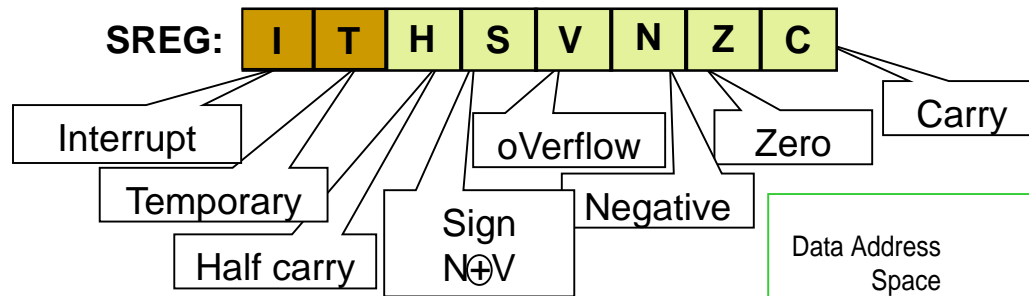 SREG: I T H S V N Z C
Interrupt
Temporary
Half carry
Sign
N⊕V
oVerflow
Negative
Zero
Carry
Data Address
Space